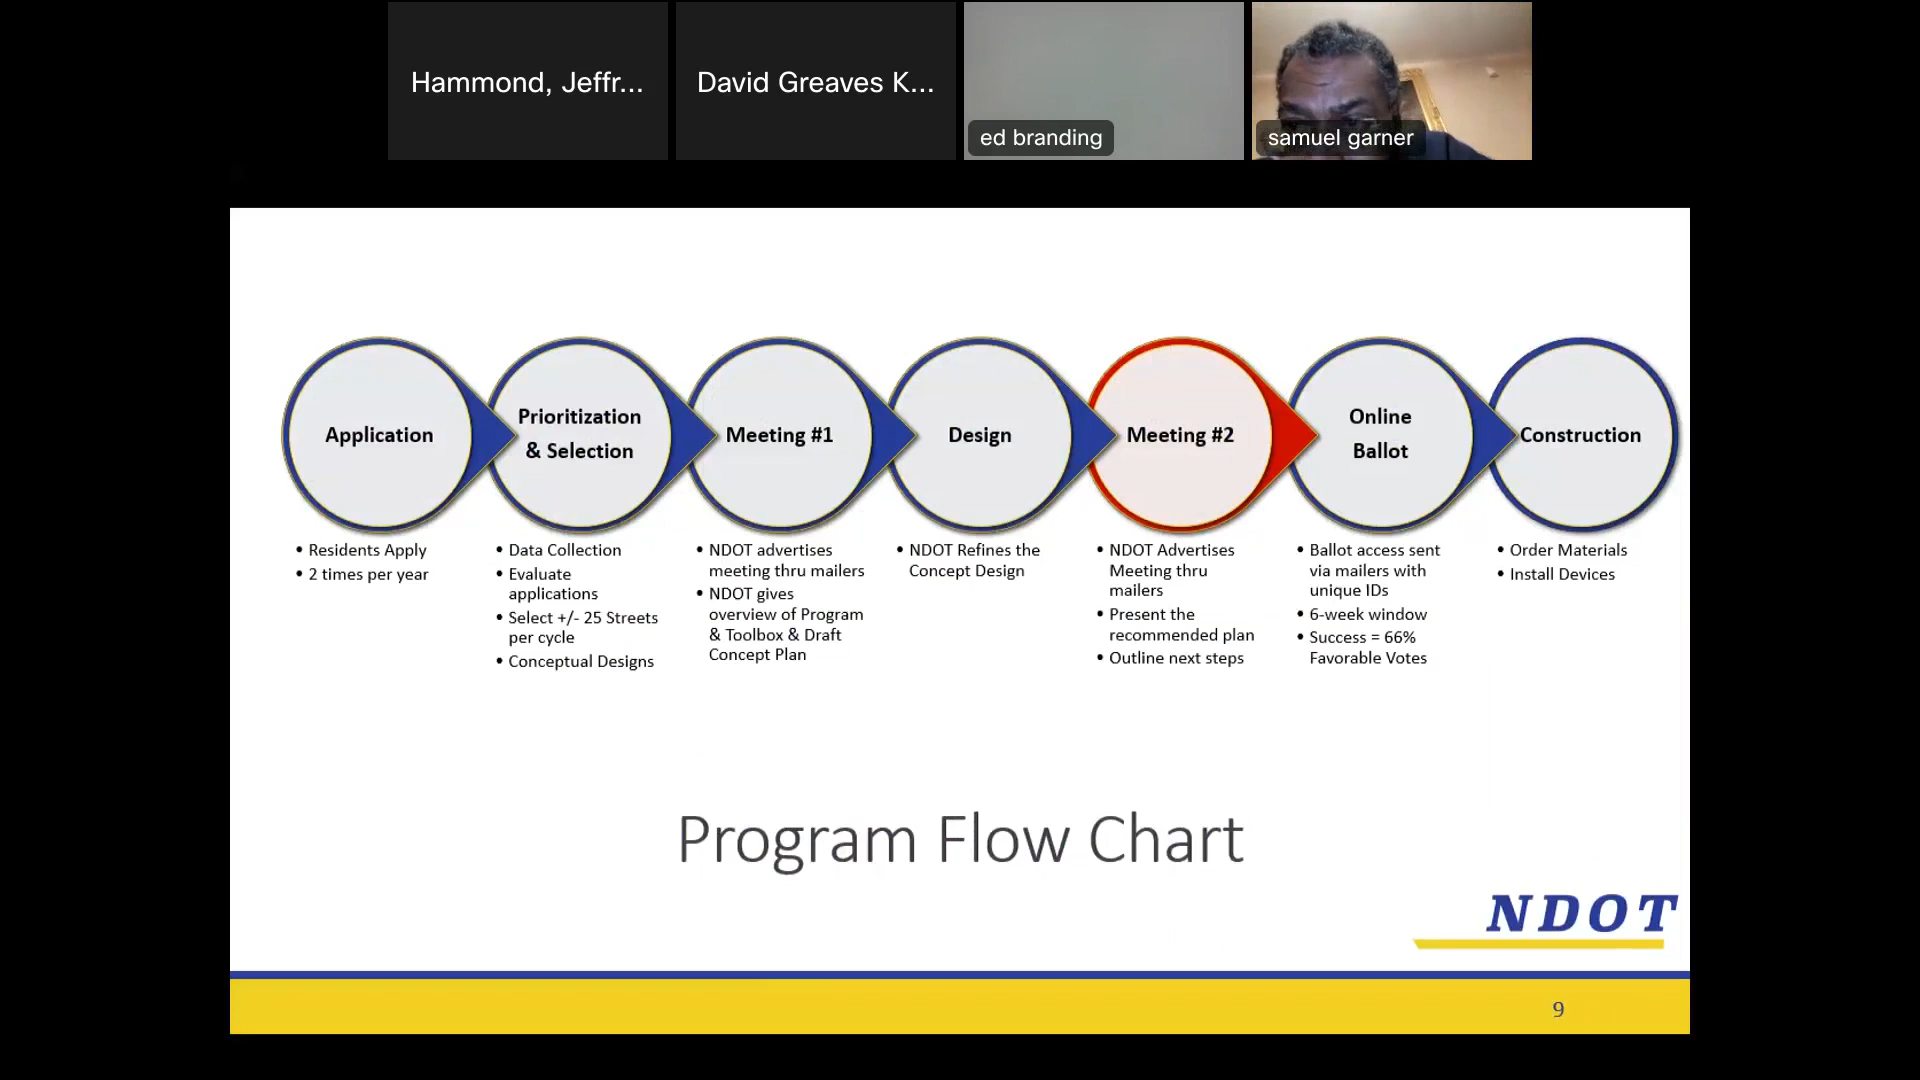 Hammond, Jeffr...
David Greaves K...
ed branding
samuel garner
Application
Prioritization
& Selection
Meeting #1
Design
Meeting #2
Online
Ballot
Construction
• Residents Apply
• 2 times per year
• Data Collection
• Evaluate
applications
• Select +/- 25 Streets
per cycle
• Conceptual Designs
• NDOT advertises
meeting thru mailers
• NDOT gives
overview of Program
& Toolbox & Draft
Concept Plan
• NDOT Refines the
Concept Design
• NDOT Advertises
Meeting thru
mailers
• Present the
recommended plan
• Outline next steps
• Ballot access sent
via mailers with
unique IDs
• 6-week window
• Success = 66%
Favorable Votes
• Order Materials
• Install Devices
Program Flow Chart
NDOT
9